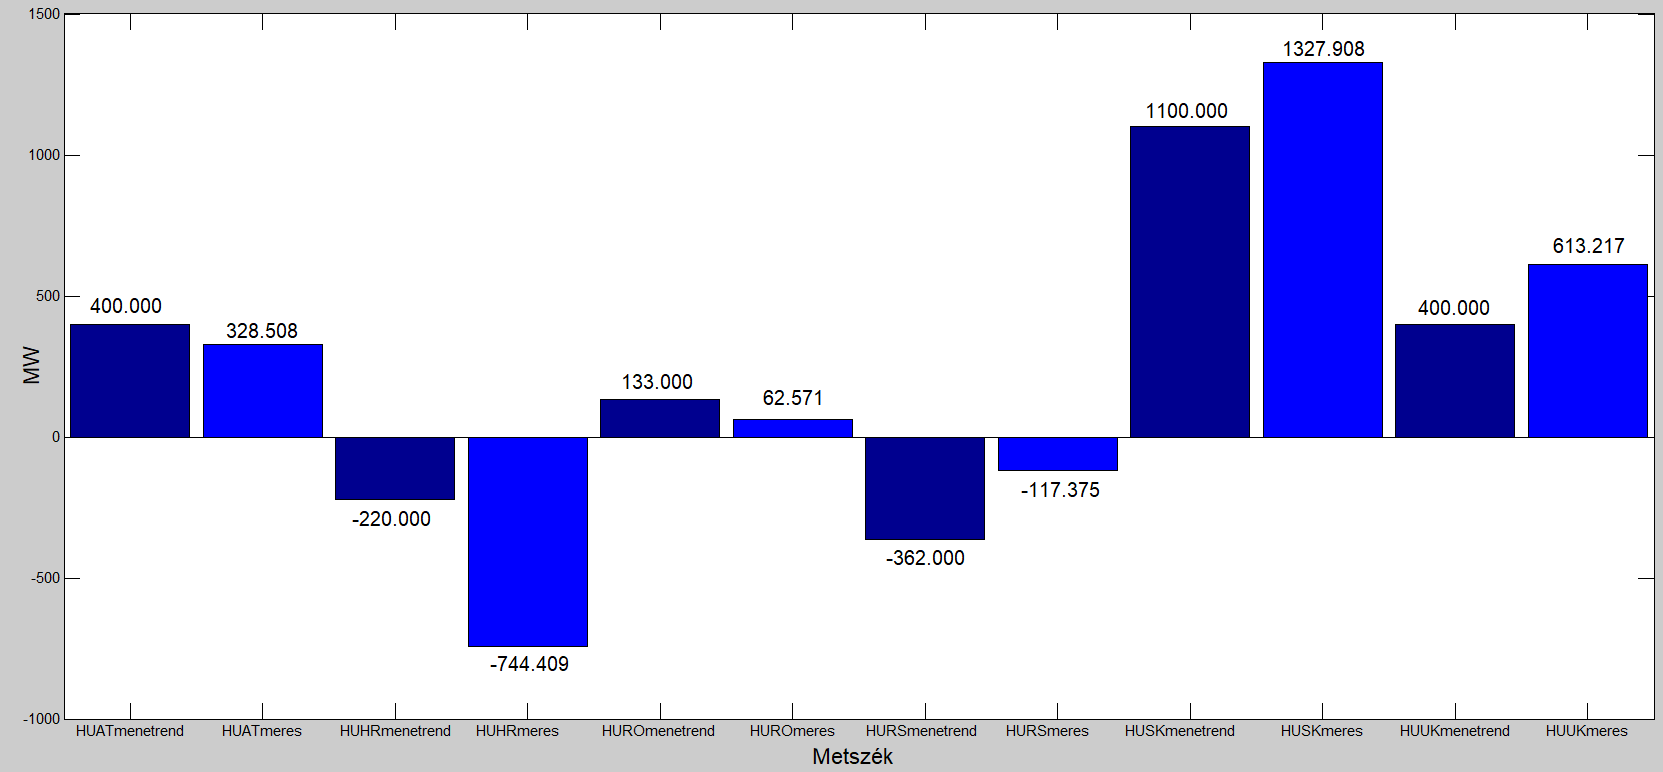 1500
1000
500
0
-500
-1000
MW
400.000
328.508
-220.000
-744.409
133.000
62.571
-362.000
-117.375
1100.000
1327.908
400.000
613.217
HUATmenetrend
HUATmeres
HUHRmenetrend
HUHRmeres
HUROmenetrend
HUROmeres
HURSmenetrend
HURSmeres
HUSKmenetrend
HUSKmeres
HUUKmenetrend
HUUKmeres
Metszék